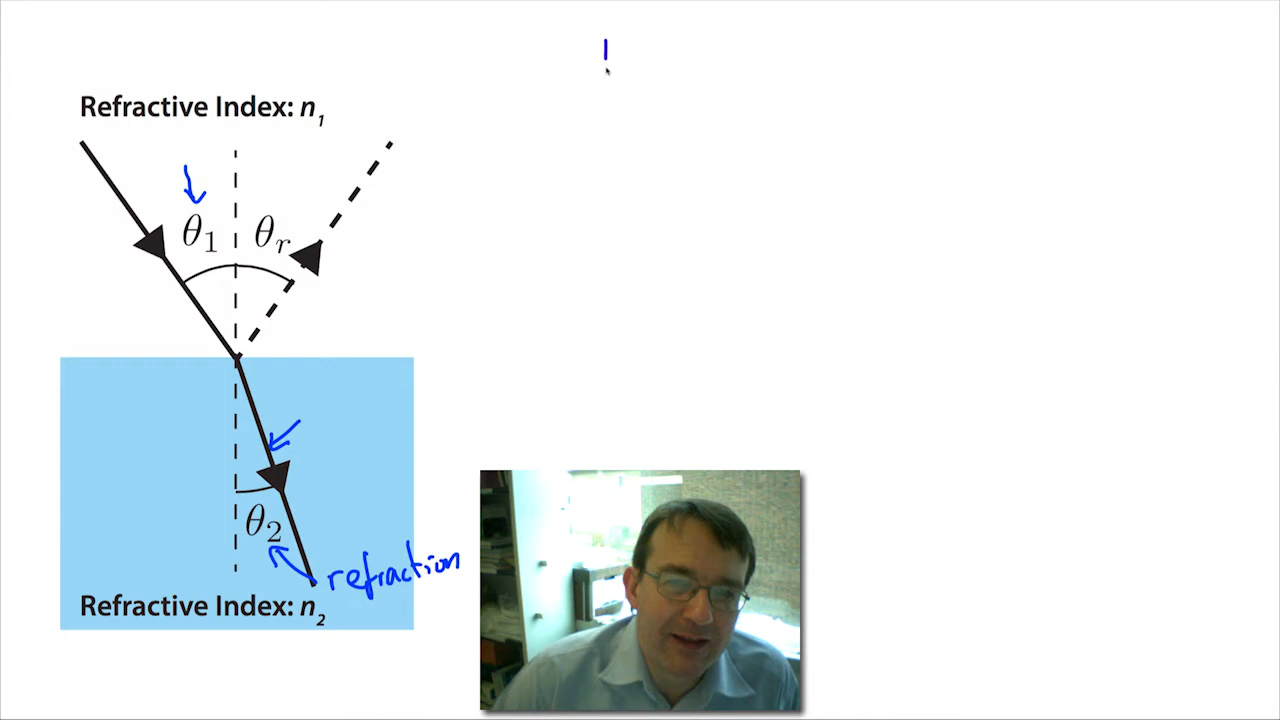 Refractive Index: n₁
θ₁ θᵣ
θ₂
refraction
Refractive Index: n₂